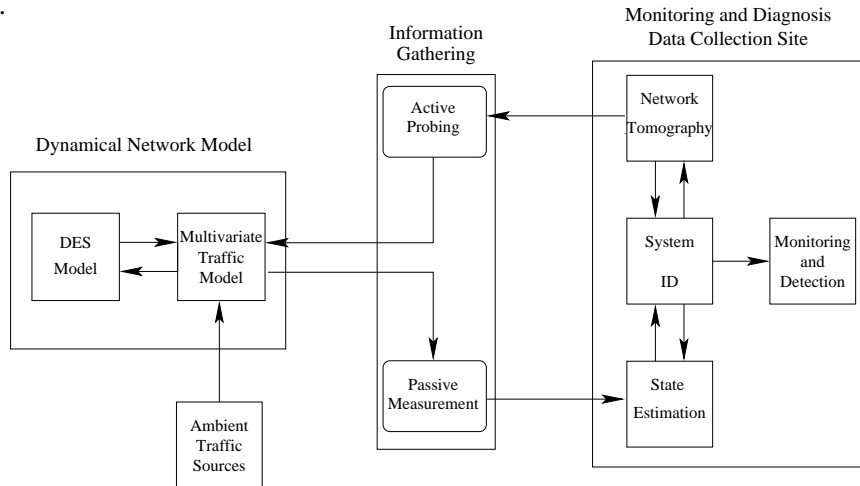 .
Monitoring and Diagnosis
Data Collection Site
Information
Gathering
Dynamical Network Model
Active
Probing
Network
Tomography
DES
Model
Multivariate
Traffic
Model
System
ID
Monitoring
and
Detection
Passive
Measurement
State
Estimation
Ambient
Traffic
Sources